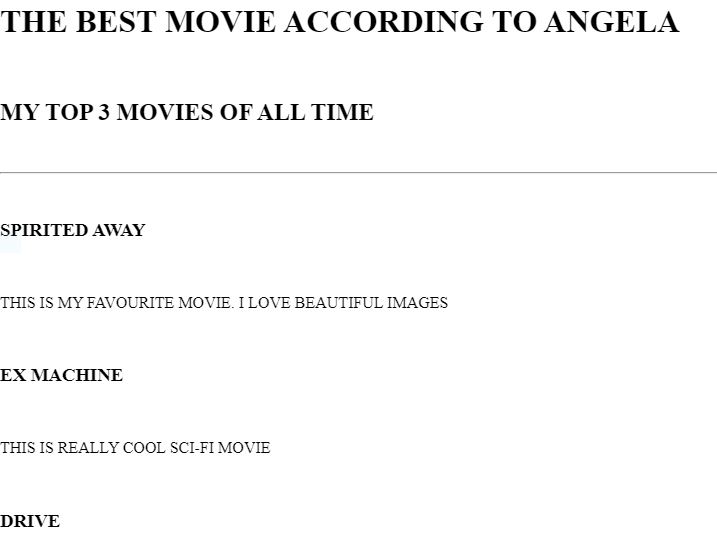 THE BEST MOVIE ACCORDING TO ANGELA
MY TOP 3 MOVIES OF ALL TIME
SPIRITED AWAY
THIS IS MY FAVOURITE MOVIE. I LOVE BEAUTIFUL IMAGES
EX MACHINE
THIS IS REALLY COOL SCI-FI MOVIE
DRIVE